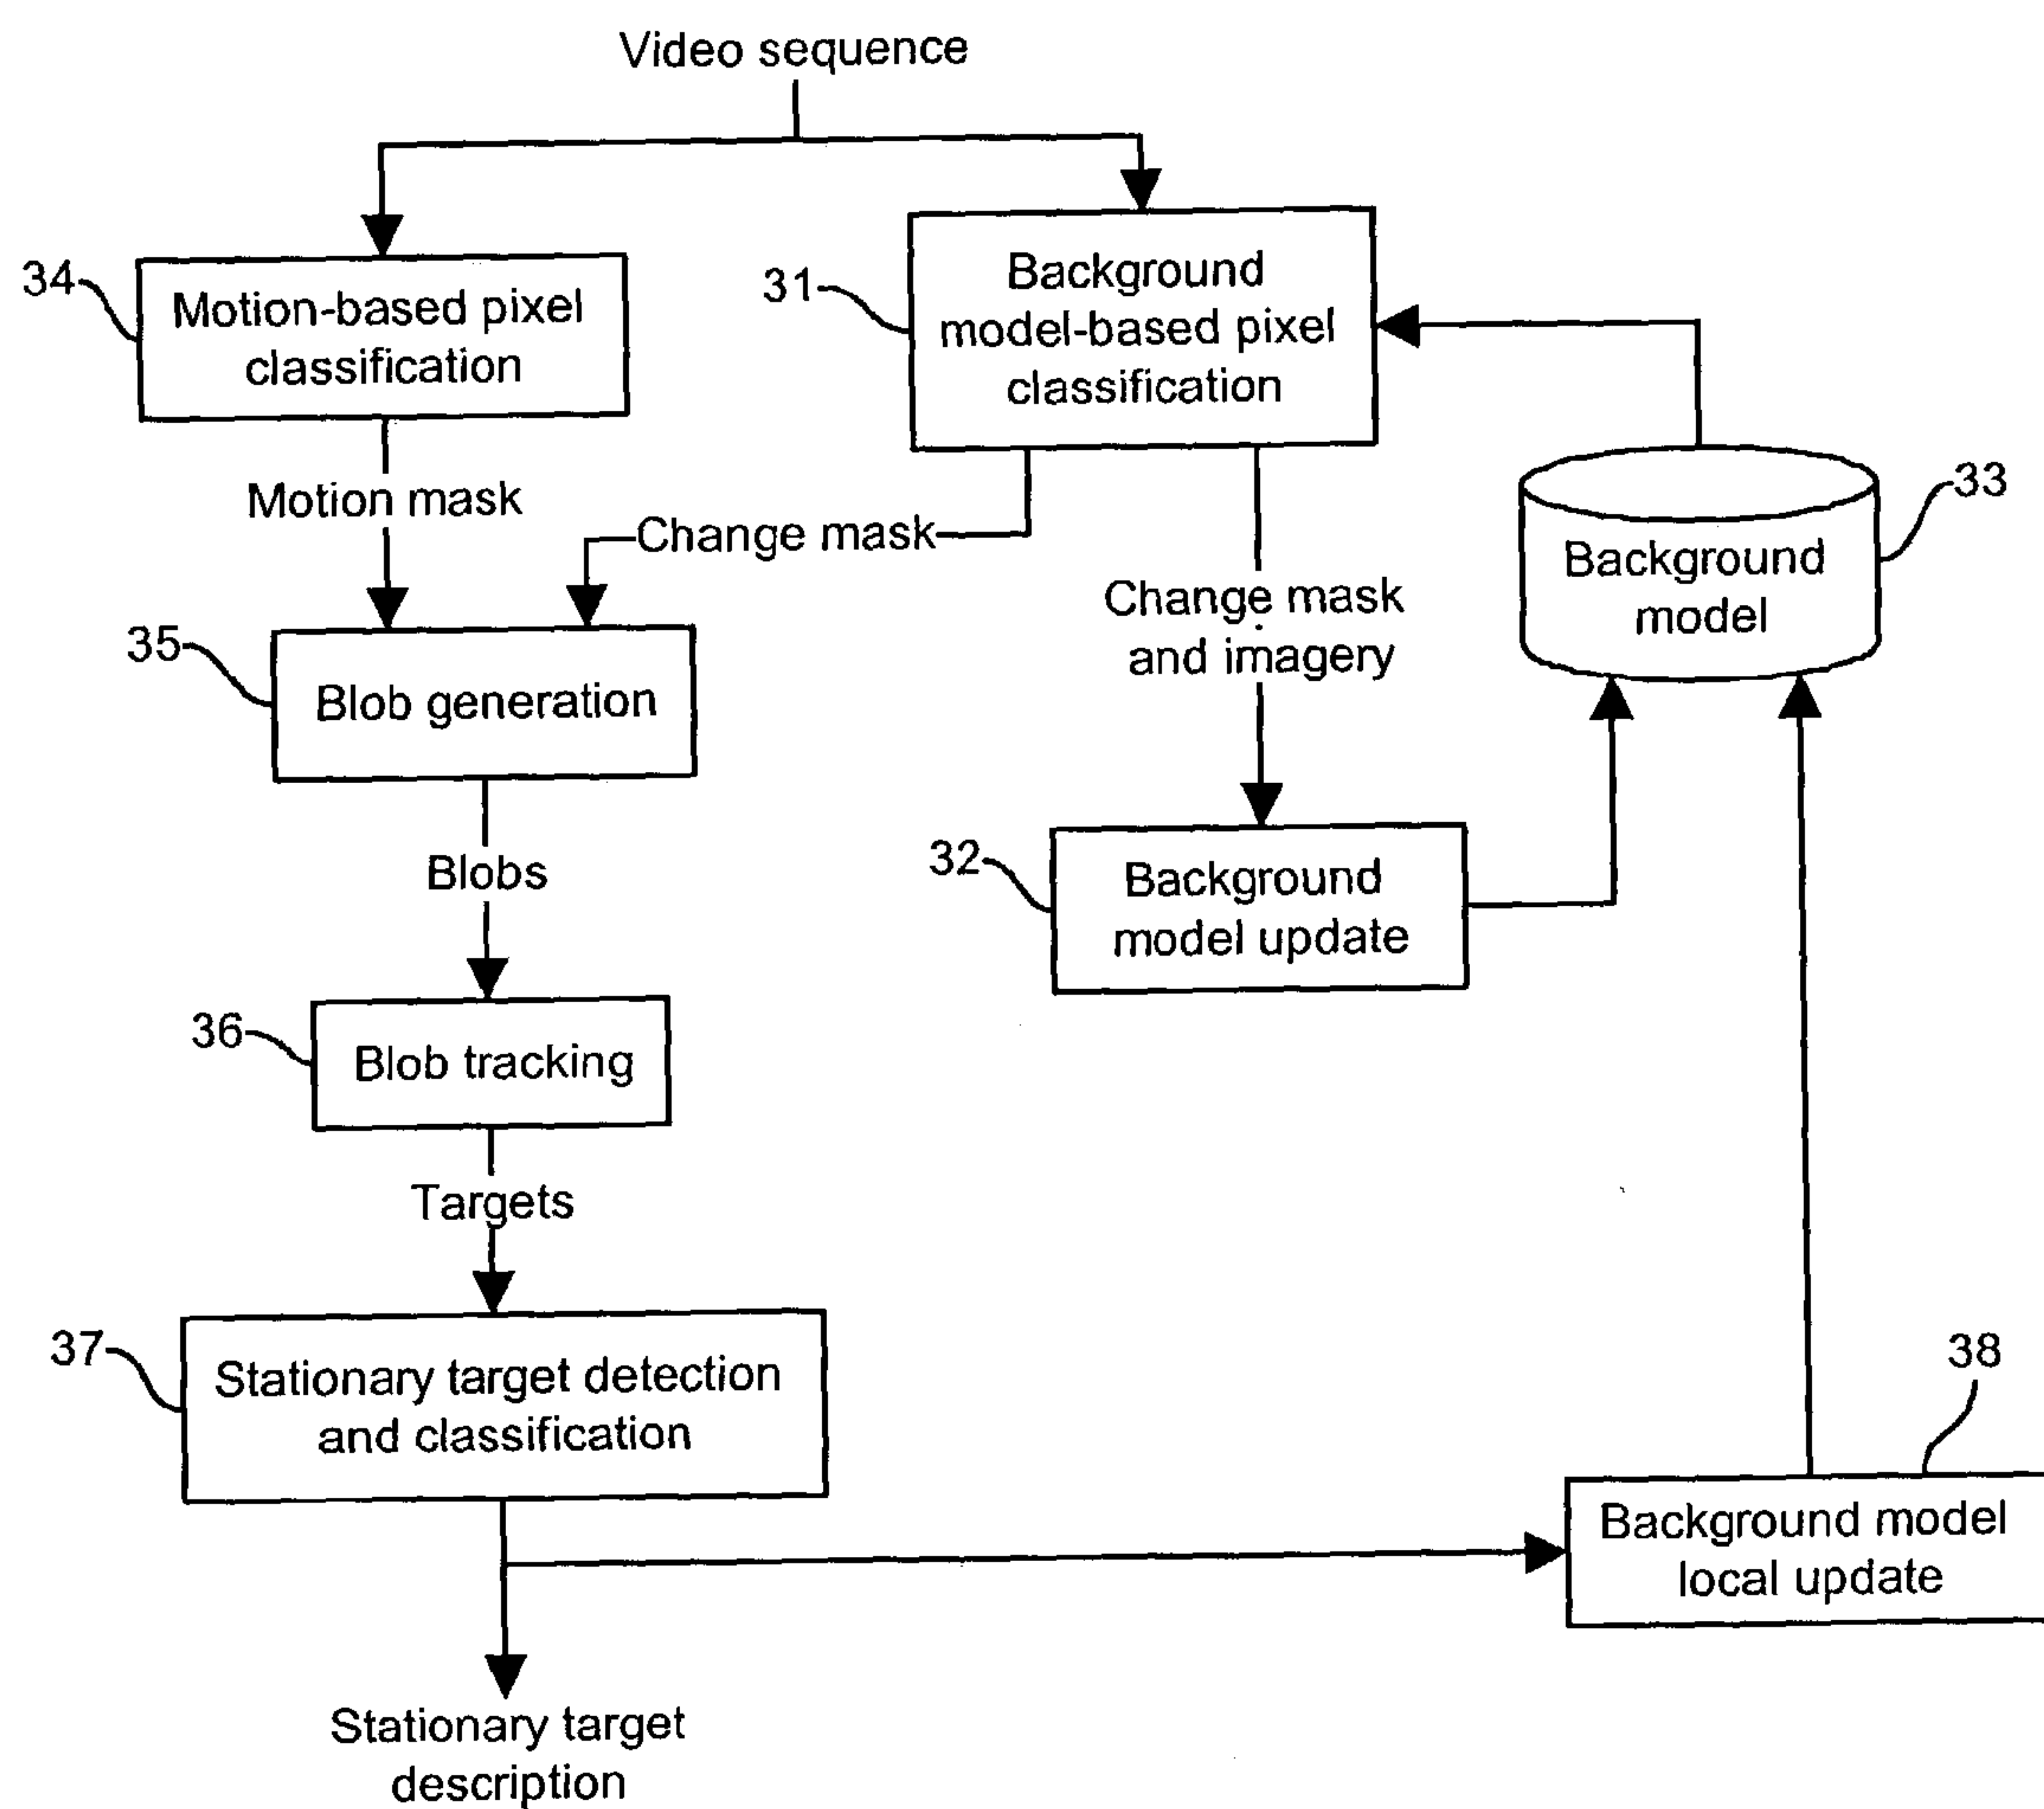 Video sequence
34
Motion-based pixel
classification
31
Background
model-based pixel
classification
Motion mask
Change mask
33
Background
model
Change mask
and imagery
35
Blob generation
Blobs
32
Background
model update
36
Blob tracking
Targets
37
Stationary target detection
and classification
38
Background model
local update
Stationary target
description